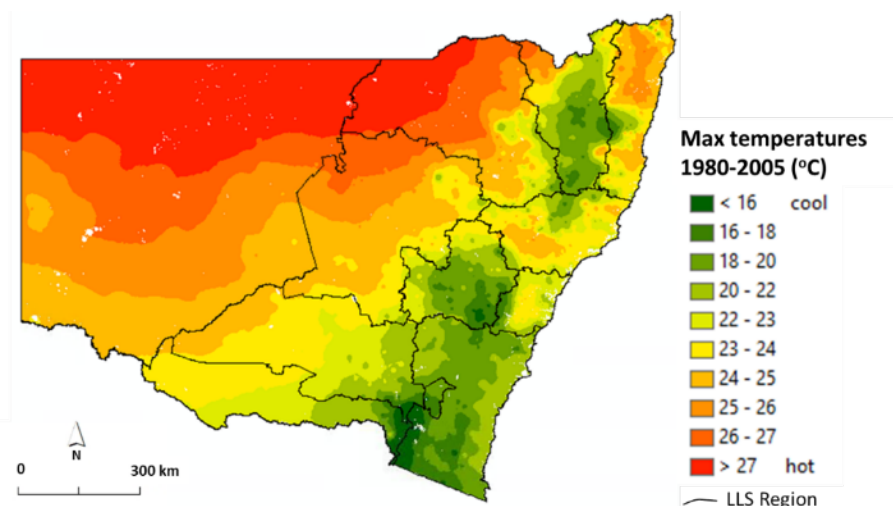 Max temperatures
1980-2005 (°C)
< 16 cool
16 - 18
18 - 20
20 - 22
22 - 23
23 - 24
24 - 25
25 - 26
26 - 27
> 27 hot
LLS Region
N
0 300 km